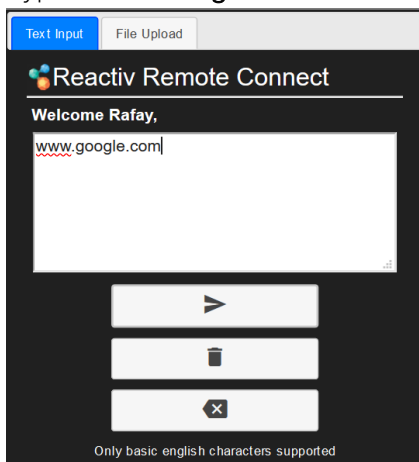 Text Input
File Upload
Reactiv Remote Connect
Welcome Rafay,
www.google.com
Only basic english characters supported